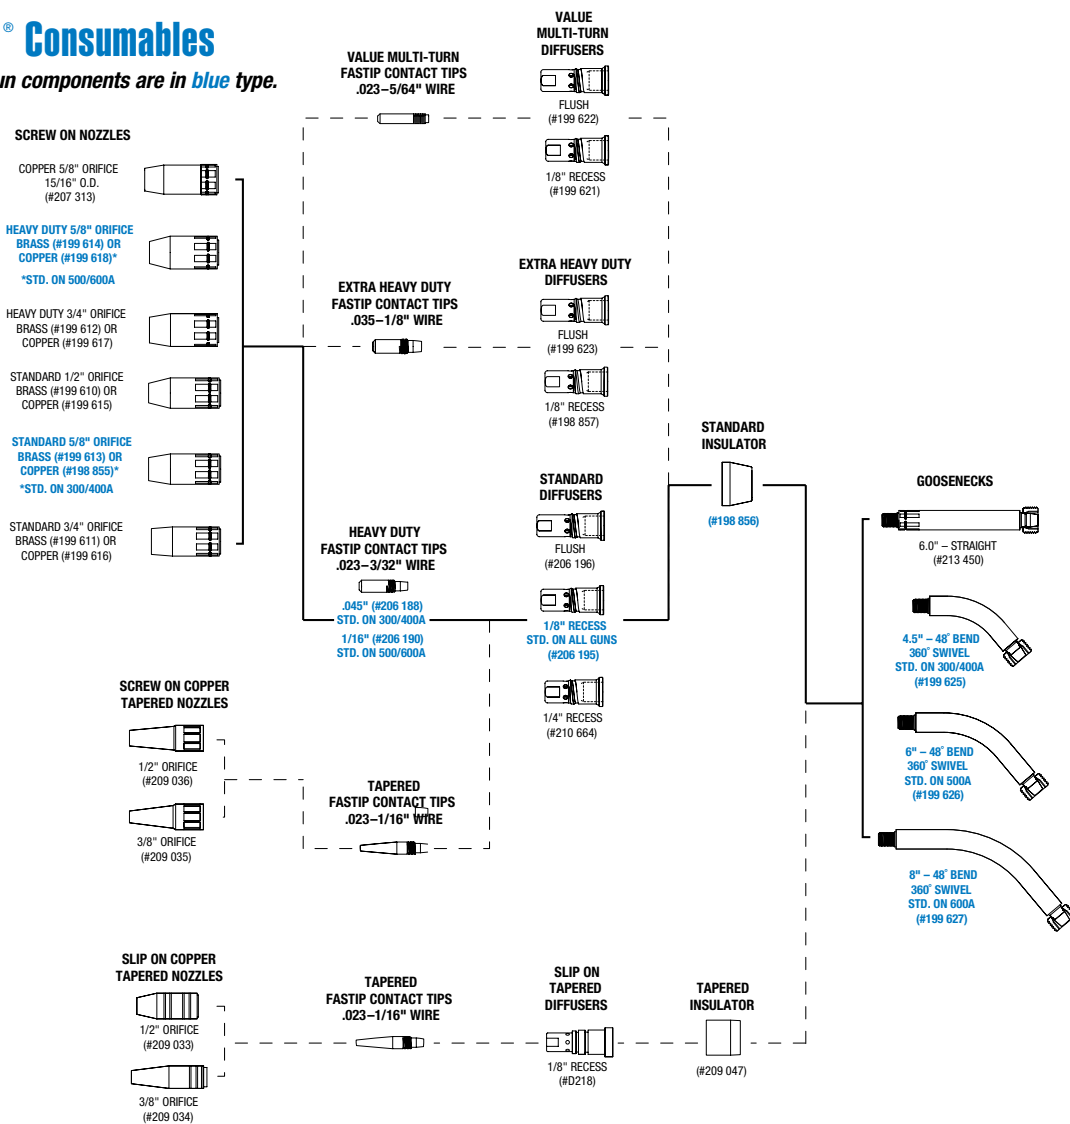 ® Consumables
un components are in blue type.
SCREW ON NOZZLES
COPPER 5/8" ORIFICE
15/16" O.D.
(#207 313)
HEAVY DUTY 5/8" ORIFICE
BRASS (#199 614) OR
COPPER (#199 618)*
*STD. ON 500/600A
HEAVY DUTY 3/4" ORIFICE
BRASS (#199 612) OR
COPPER (#199 617)
STANDARD 1/2" ORIFICE
BRASS (#199 610) OR
COPPER (#199 615)
STANDARD 5/8" ORIFICE
BRASS (#199 613) OR
COPPER (#198 855)*
*STD. ON 300/400A
STANDARD 3/4" ORIFICE
BRASS (#199 611) OR
COPPER (#199 616)
SCREW ON COPPER
TAPERED NOZZLES
1/2" ORIFICE
(#209 036)
3/8" ORIFICE
(#209 035)
SLIP ON COPPER
TAPERED NOZZLES
1/2" ORIFICE
(#209 033)
3/8" ORIFICE
(#209 034)
VALUE MULTI-TURN
FASTIP CONTACT TIPS
.023–5/64" WIRE
EXTRA HEAVY DUTY
FASTIP CONTACT TIPS
.035–1/8" WIRE
HEAVY DUTY
FASTIP CONTACT TIPS
.023–3/32" WIRE
.045" (#206 188)
STD. ON 300/400A
1/16" (#206 190)
STD. ON 500/600A
TAPERED
FASTIP CONTACT TIPS
.023–1/16" WIRE
TAPERED
FASTIP CONTACT TIPS
.023–1/16" WIRE
VALUE
MULTI-TURN
DIFFUSERS
FLUSH
(#199 622)
1/8" RECESS
(#199 621)
EXTRA HEAVY DUTY
DIFFUSERS
FLUSH
(#199 623)
1/8" RECESS
(#198 857)
STANDARD
DIFFUSERS
FLUSH
(#206 196)
1/8" RECESS
STD. ON ALL GUNS
(#206 195)
1/4" RECESS
(#210 664)
SLIP ON
TAPERED
DIFFUSERS
1/8" RECESS
(#D218)
STANDARD
INSULATOR
(#198 856)
TAPERED
INSULATOR
(#209 047)
GOOSENECKS
6.0" – STRAIGHT
(#213 450)
4.5" – 48° BEND
360° SWIVEL
STD. ON 300/400A
(#199 625)
6" – 48° BEND
360° SWIVEL
STD. ON 500A
(#199 626)
8" – 48° BEND
360° SWIVEL
STD. ON 600A
(#199 627)